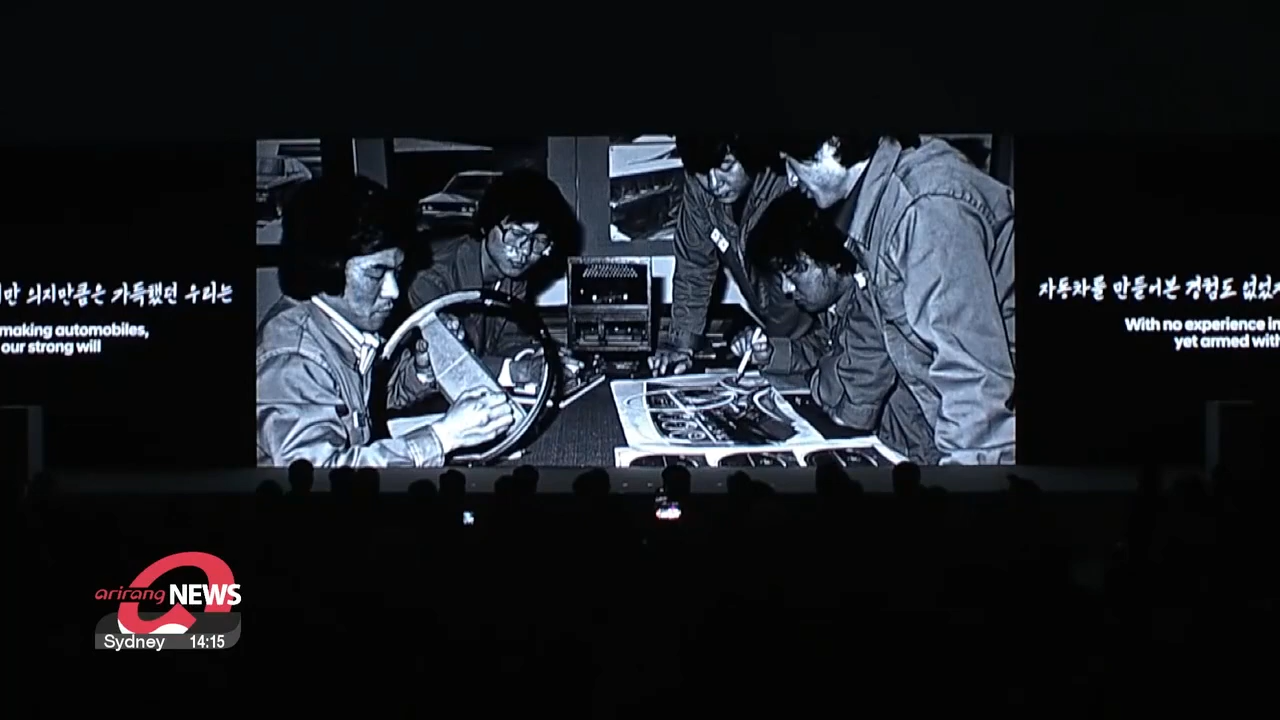 자동차를 만들어본 경험도 없었
With no experience in
yet armed with
만 의지만큼은 가득했던 우리는
making automobiles,
our strong will
arirang NEWS
Sydney 14:15